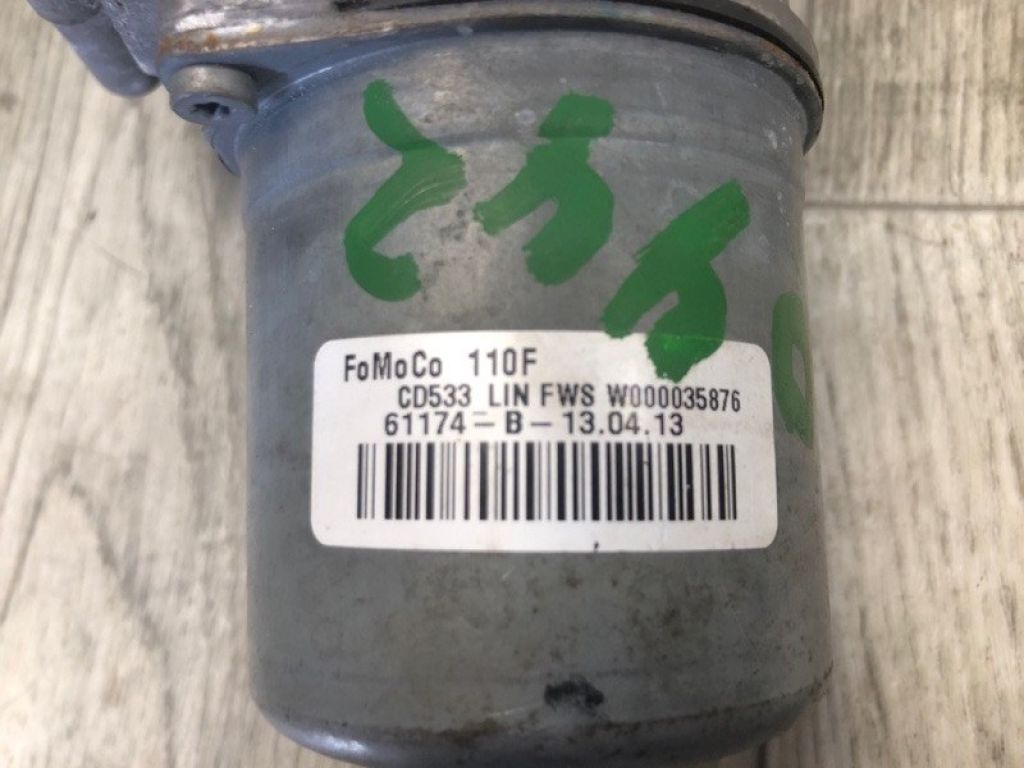 FoMoCo 110F
CD533 LIN FWS W000035876
61174-B-13.04.13